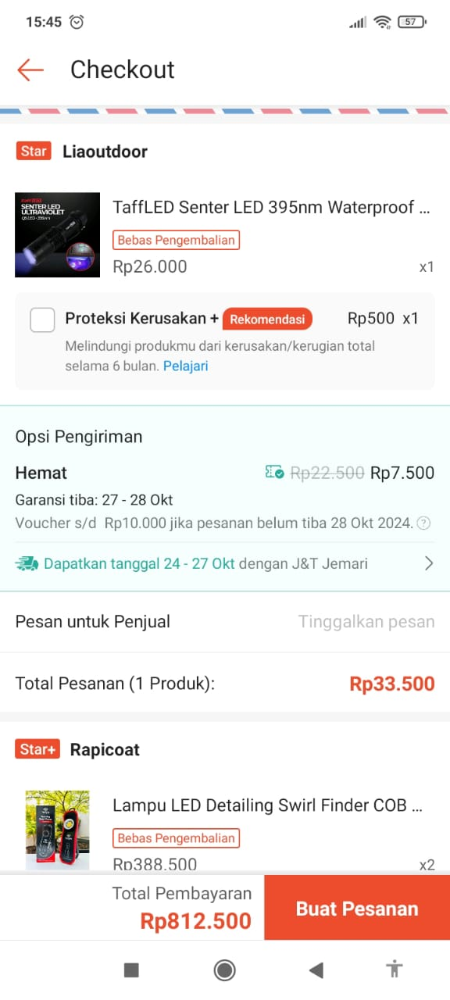 15:45
57
Checkout
Star Liaoutdoor
SENTER LED
ULTRAVIOLET
TaffLED Senter LED 395nm Waterproof ...
Bebas Pengembalian
Rp26.000 x1
Proteksi Kerusakan + Rekomendasi Rp500 x1
Melindungi produkmu dari kerusakan/kerugian total
selama 6 bulan. Pelajari
Opsi Pengiriman
Hemat Rp22.500 Rp7.500
Garansi tiba: 27 - 28 Okt
Voucher s/d Rp10.000 jika pesanan belum tiba 28 Okt 2024. ?
Dapatkan tanggal 24 - 27 Okt dengan J&T Jemari
Pesan untuk Penjual Tinggalkan pesan
Total Pesanan (1 Produk): Rp33.500
Star+ Rapicoat
Lampu LED Detailing Swirl Finder COB ...
Bebas Pengembalian
Rp388.500 x2
Total Pembayaran
Rp812.500
Buat Pesanan